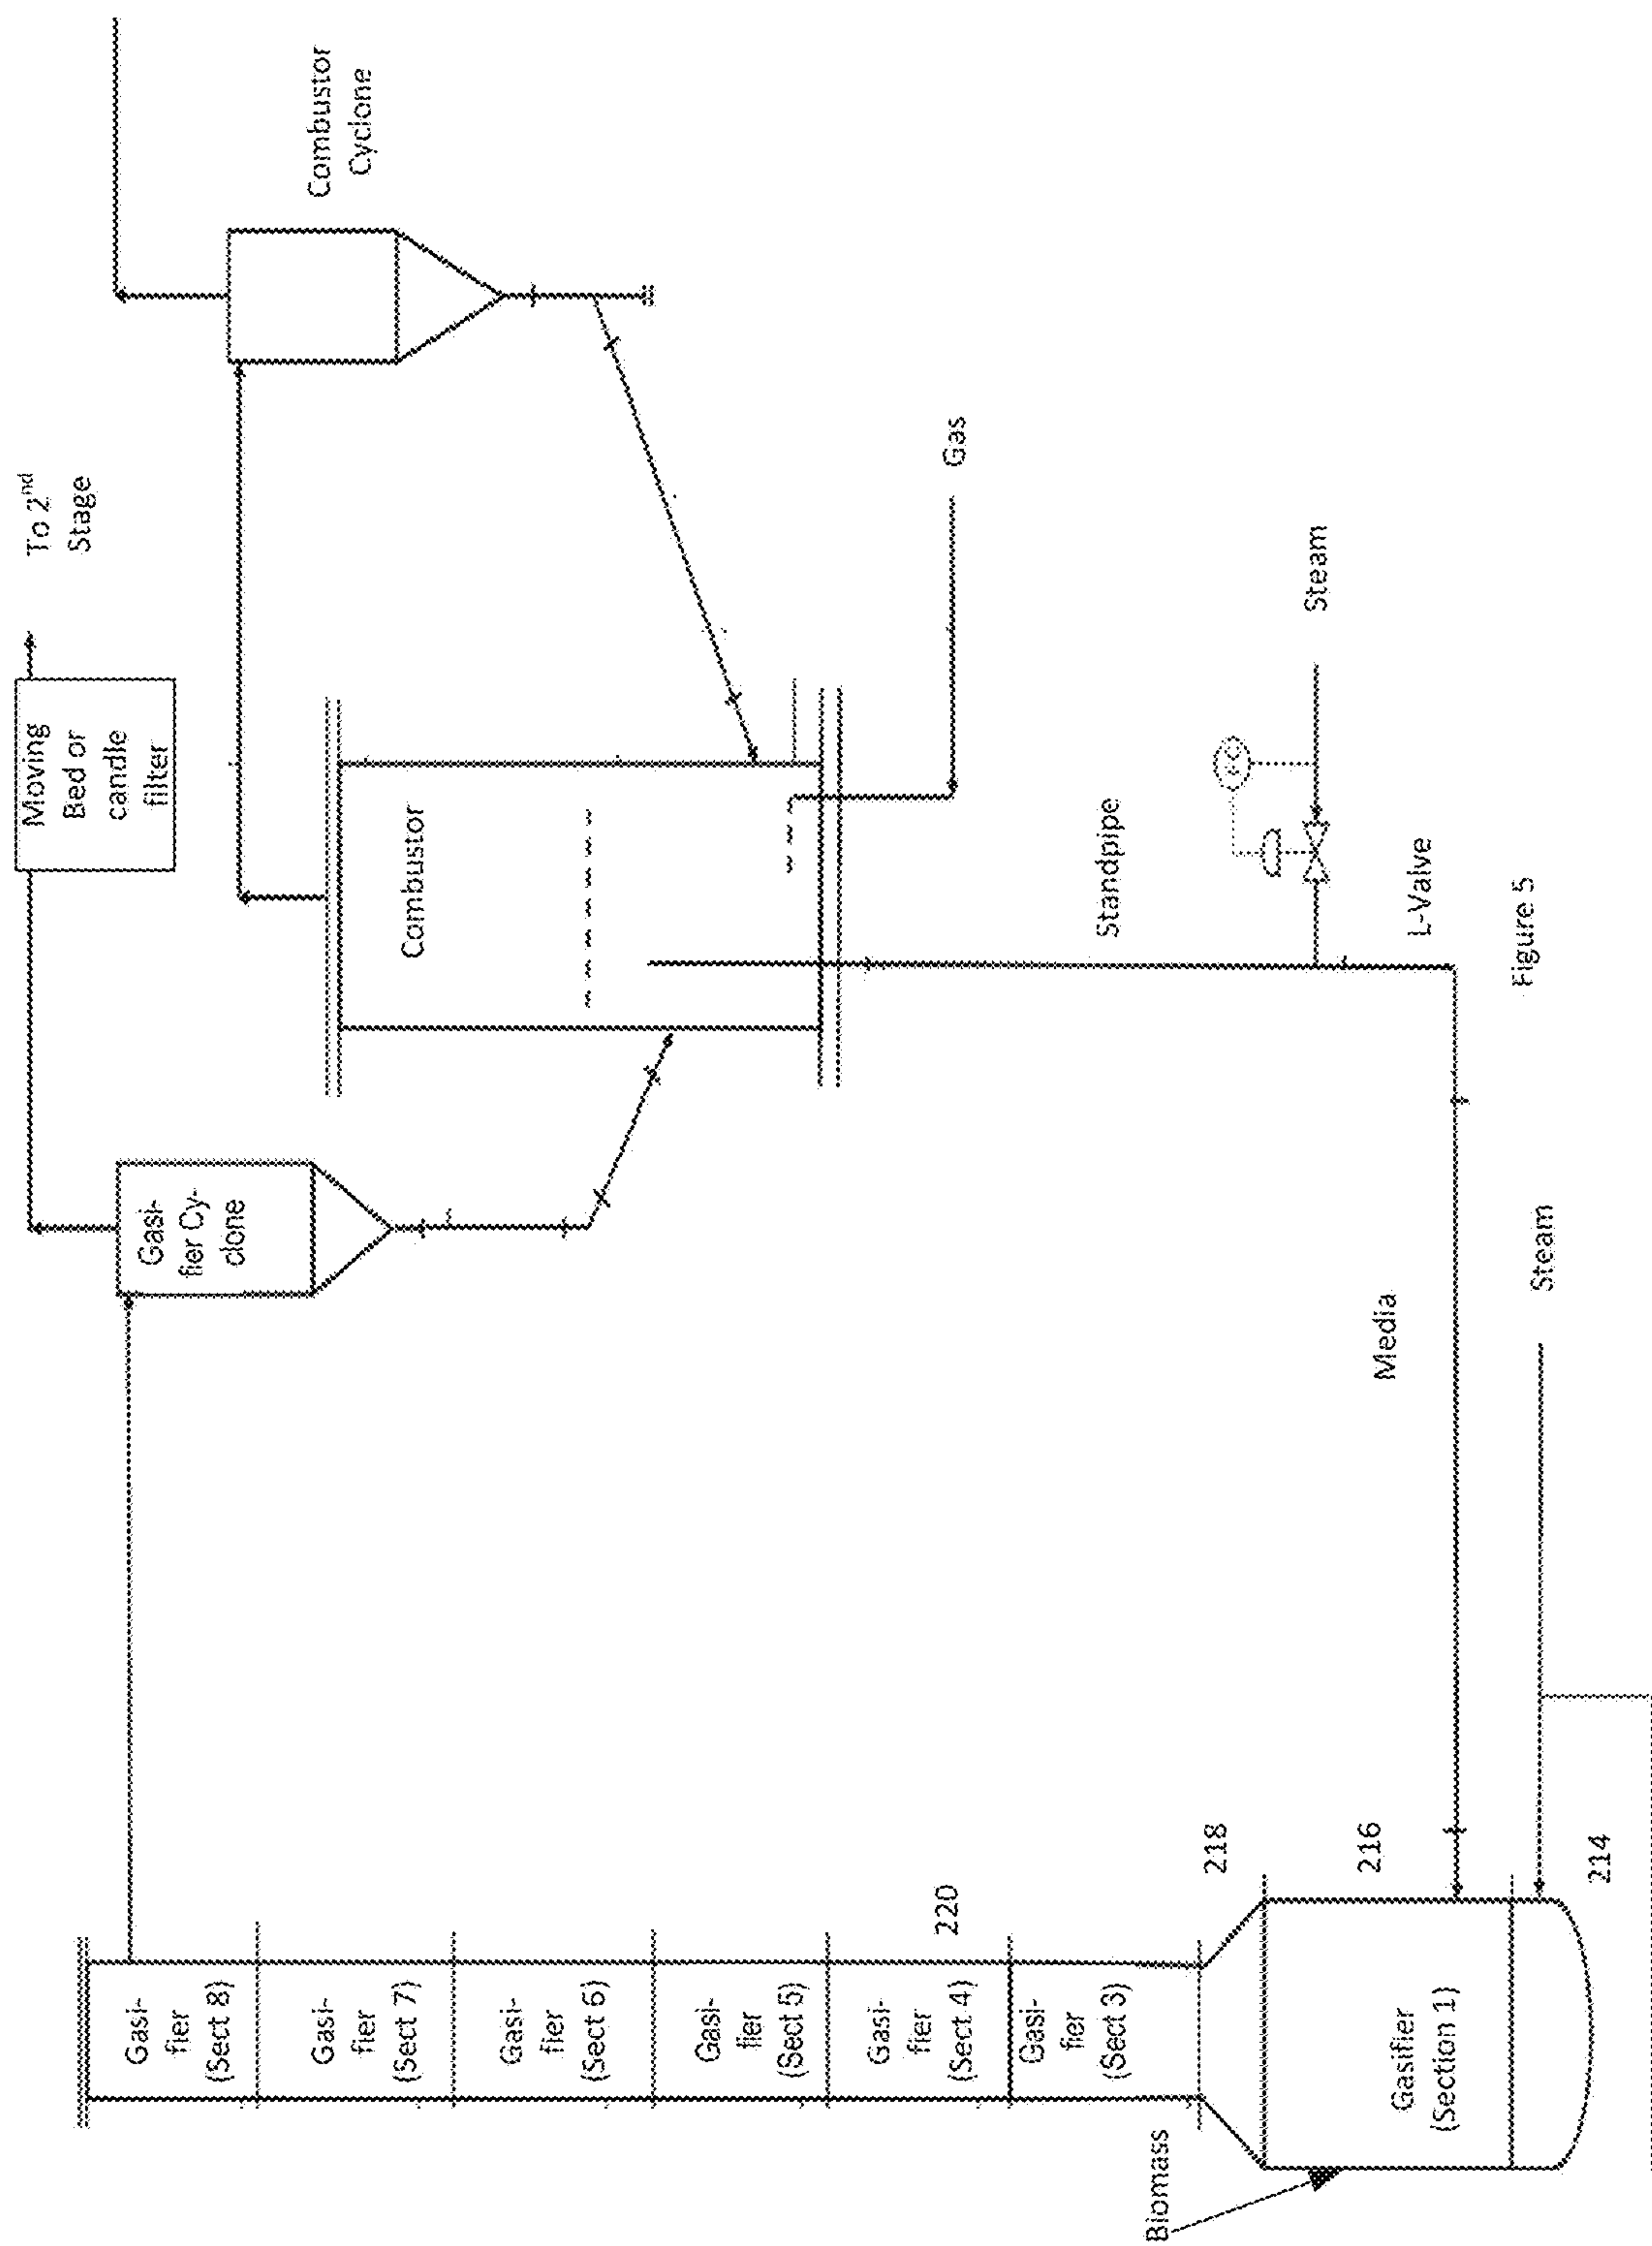 To 2nd
Stage
Moving
Bed or
candle
filter
Combustor
Cyclone
Gasi-
fier Cy-
clone
Combustor
Gas
Standpipe
Steam
L-Valve
Media
Steam
Gasi-
fier
(Sect 8)
Gasi-
fier
(Sect 7)
Gasi-
fier
(Sect 6)
Gasi-
fier
(Sect 5)
Gasi-
fier
(Sect 4)
Gasi-
fier
(Sect 3)
220
218
216
214
Biomass
Gasifier
(Section 1)
Figure 5